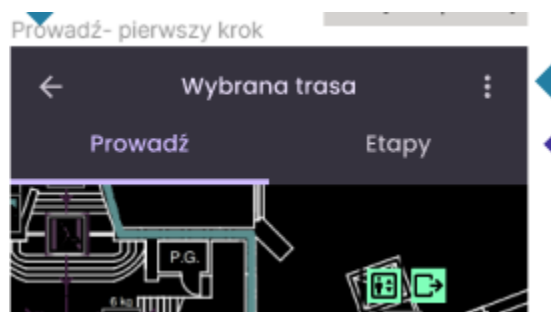 Prowadź- pierwszy krok
Wybrana trasa
Prowadź
Etapy
P.G.
6 kg